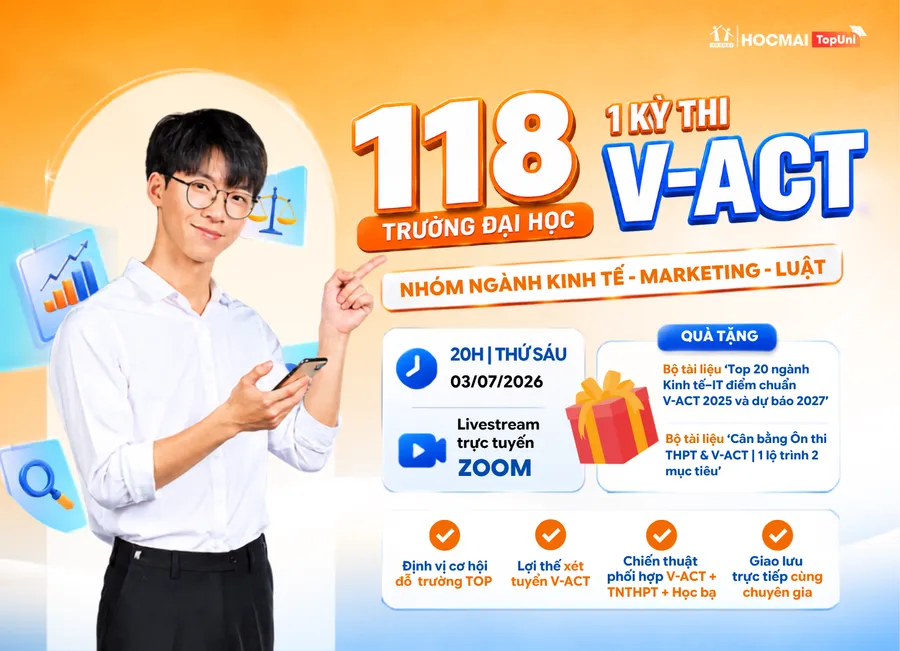 HOCMAI TopUni
118
TRƯỜNG ĐẠI HỌC
1 KỲ THI
V-ACT
NHÓM NGÀNH KINH TẾ - MARKETING - LUẬT
20H | THỨ SÁU
03/07/2026
Livestream
trực tuyến
ZOOM
QUÀ TẶNG
Bộ tài liệu ‘Top 20 ngành
Kinh tế–IT điểm chuẩn
V-ACT 2025 và dự báo 2027’
Bộ tài liệu ‘Cân bằng Ôn thi
THPT & V-ACT | 1 lộ trình 2
mục tiêu’
Định vị cơ hội
đỗ trường TOP
Lợi thế xét
tuyển V-ACT
Chiến thuật
phối hợp V-ACT +
TNTHPT + Học bạ
Giao lưu
trực tiếp cùng
chuyên gia